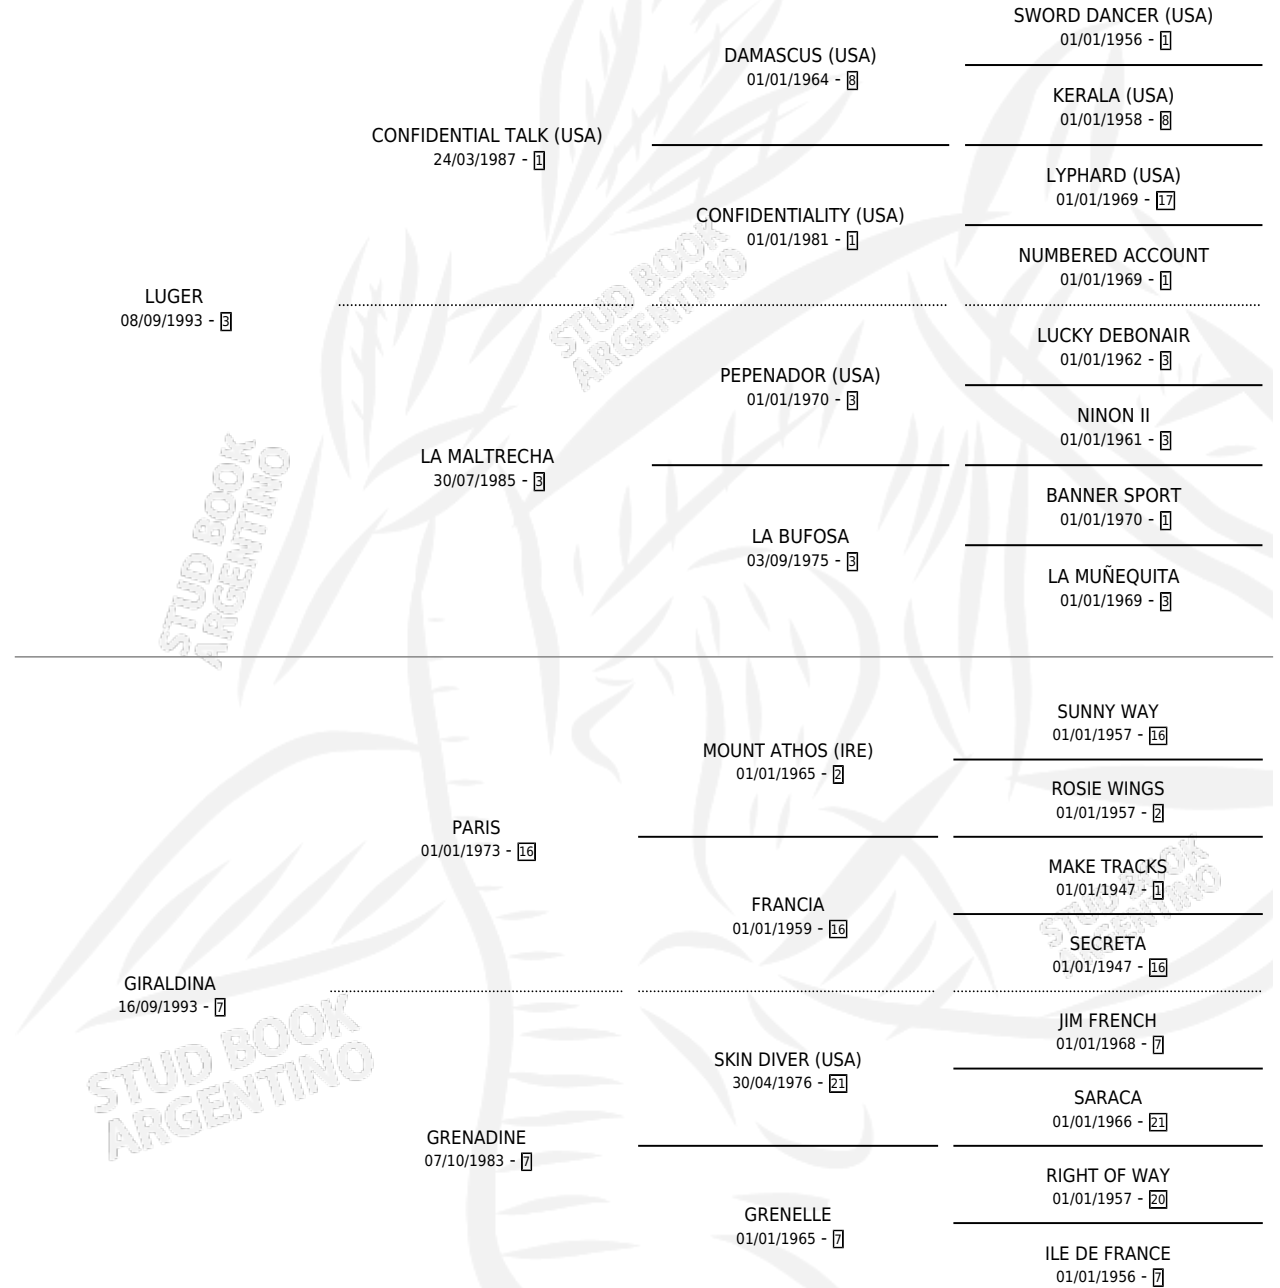 SWORD DANCER (USA)
01/01/1956 - 1
DAMASCUS (USA)
01/01/1964 - 8
KERALA (USA)
01/01/1958 - 8
CONFIDENTIAL TALK (USA)
24/03/1987 - 1
LYPHARD (USA)
01/01/1969 - 17
CONFIDENTIALITY (USA)
01/01/1981 - 1
NUMBERED ACCOUNT
01/01/1969 - 1
LUGER
08/09/1993 - 3
LUCKY DEBONAIR
01/01/1962 - 3
PEPENADOR (USA)
01/01/1970 - 3
NINON II
01/01/1961 - 3
LA MALTRECHA
30/07/1985 - 3
BANNER SPORT
01/01/1970 - 1
LA BUFOSA
03/09/1975 - 3
LA MUÑEQUITA
01/01/1969 - 3
STUD BOOK
ARGENTINO
STUD BOOK
ARGENTINO
SUNNY WAY
01/01/1957 - 16
MOUNT ATHOS (IRE)
01/01/1965 - 2
ROSIE WINGS
01/01/1957 - 2
PARIS
01/01/1973 - 16
MAKE TRACKS
01/01/1947 - 1
FRANCIA
01/01/1959 - 16
SECRETA
01/01/1947 - 16
GIRALDINA
16/09/1993 - 7
JIM FRENCH
01/01/1968 - 7
SKIN DIVER (USA)
30/04/1976 - 21
SARACA
01/01/1966 - 21
GRENADINE
07/10/1983 - 7
RIGHT OF WAY
01/01/1957 - 20
GRENELLE
01/01/1965 - 7
ILE DE FRANCE
01/01/1956 - 7
STUD BOOK
ARGENTINO
STUD BOOK
ARGENTINO